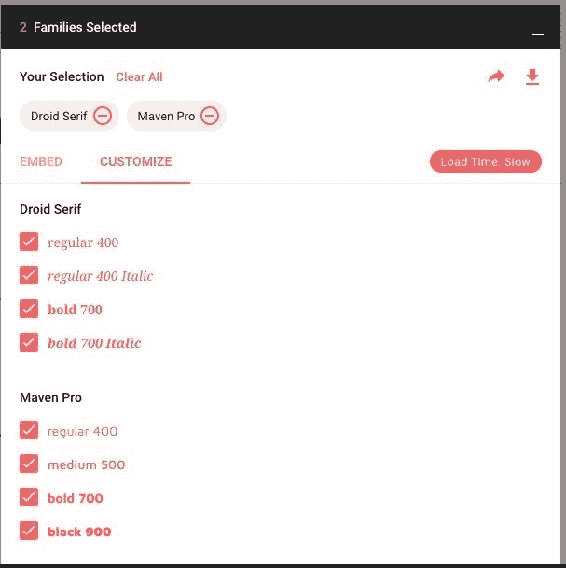 2 Families Selected
Your Selection Clear All
Droid Serif Maven Pro
EMBED CUSTOMIZE Load Time: Slow
Droid Serif
regular 400
regular 400 Italic
bold 700
bold 700 Italic
Maven Pro
regular 400
medium 500
bold 700
black 900